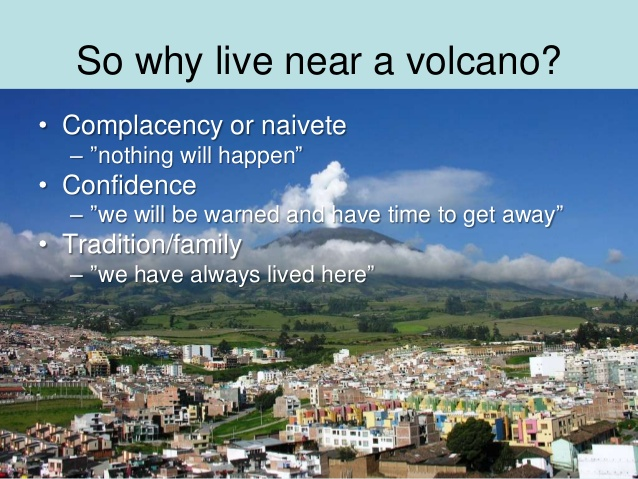 So why live near a volcano?
• Complacency or naivete
– ”nothing will happen”
• Confidence
– ”we will be warned and have time to get away”
• Tradition/family
– ”we have always lived here”